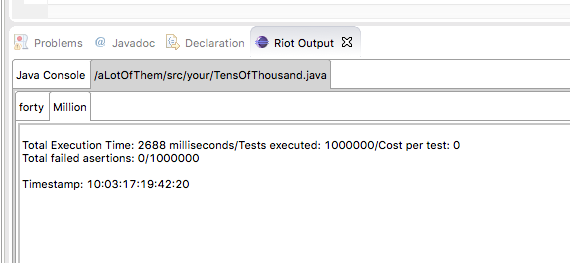 Problems @ Javadoc Declaration Riot Output
Java Console /aLotOfThem/src/your/TensOfThousand.java
forty Million
Total Execution Time: 2688 milliseconds/Tests executed: 1000000/Cost per test: 0
Total failed asertions: 0/1000000
Timestamp: 10:03:17:19:42:20